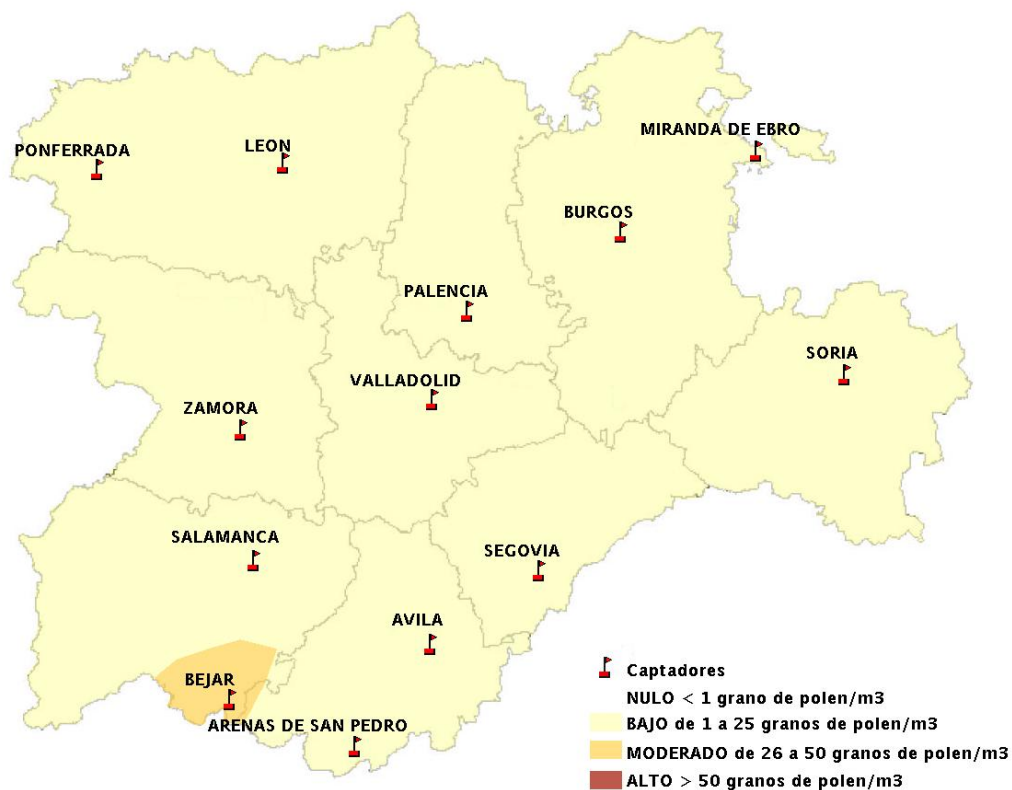 MIRANDA DE EBRO
PONFERRADA
LEON
BURGOS
PALENCIA
SORIA
VALLADOLID
ZAMORA
SALAMANCA
SEGOVIA
AVILA
BEJAR
ARENAS DE SAN PEDRO
Captadores
NULO < 1 grano de polen/m3
BAJO de 1 a 25 granos de polen/m3
MODERADO de 26 a 50 granos de polen/m3
ALTO > 50 granos de polen/m3